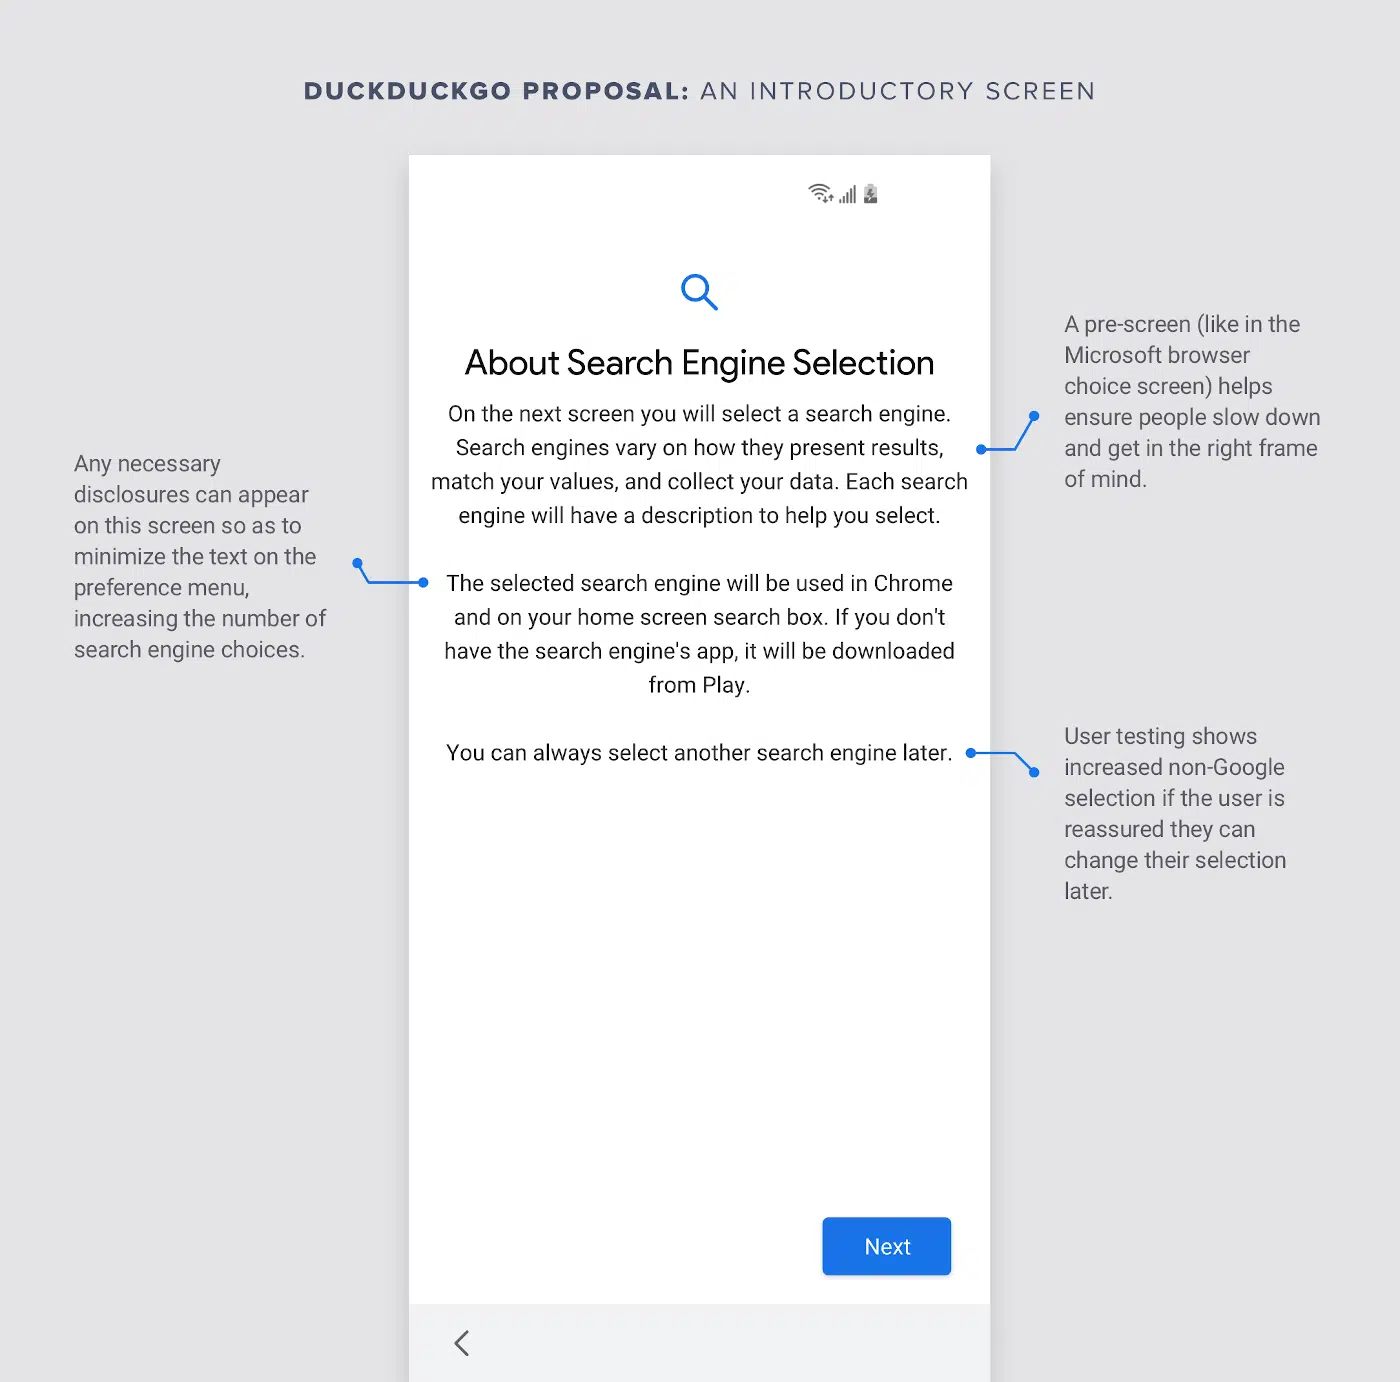 DUCKDUCKGO PROPOSAL: AN INTRODUCTORY SCREEN
About Search Engine Selection
On the next screen you will select a search engine.
Search engines vary on how they present results,
match your values, and collect your data. Each search
engine will have a description to help you select.
The selected search engine will be used in Chrome
and on your home screen search box. If you don't
have the search engine's app, it will be downloaded
from Play.
You can always select another search engine later.
Next
Any necessary
disclosures can appear
on this screen so as to
minimize the text on the
preference menu,
increasing the number of
search engine choices.
A pre-screen (like in the
Microsoft browser
choice screen) helps
ensure people slow down
and get in the right frame
of mind.
User testing shows
increased non-Google
selection if the user is
reassured they can
change their selection
later.